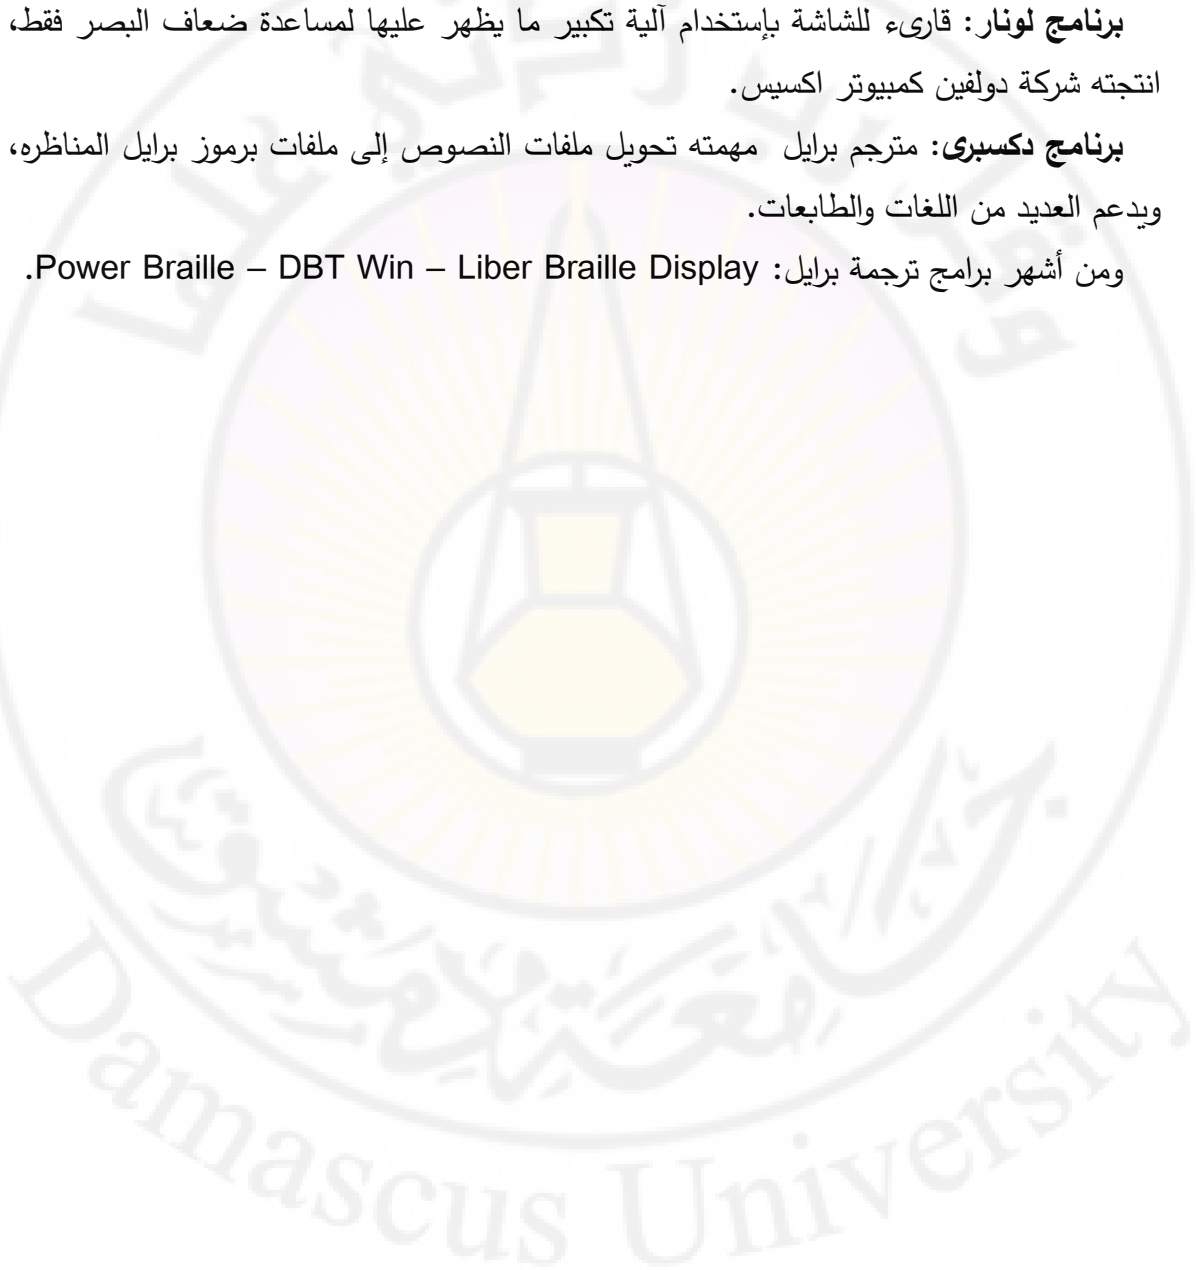 برنامج لونار: قارىء للشاشة بإستخدام آلية تكبير ما يظهر عليها لمساعدة ضعاف البصر فقط،
انتجته شركة دولفين كمبيوتر اكسيس.
برنامج دكسبرى: مترجم برايل مهمته تحويل ملفات النصوص إلى ملفات برموز برايل المناظره،
ويدعم العديد من اللغات والطابعات.
ومن أشهر برامج ترجمة برايل: Power Braille – DBT Win – Liber Braille Display.
جامعة دمشق
Damascus University